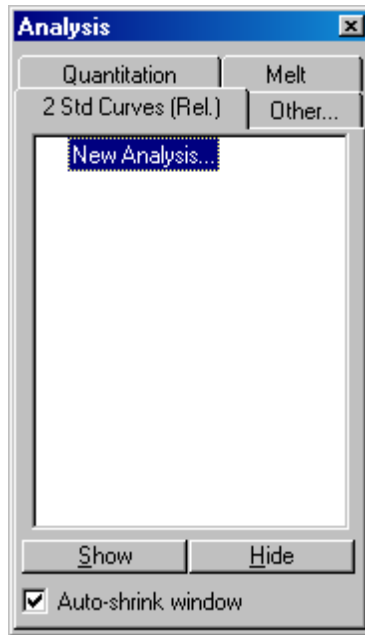 Analysis
Quantitation Melt
2 Std Curves (Rel.) Other...
New Analysis...
Show Hide
Auto-shrink window